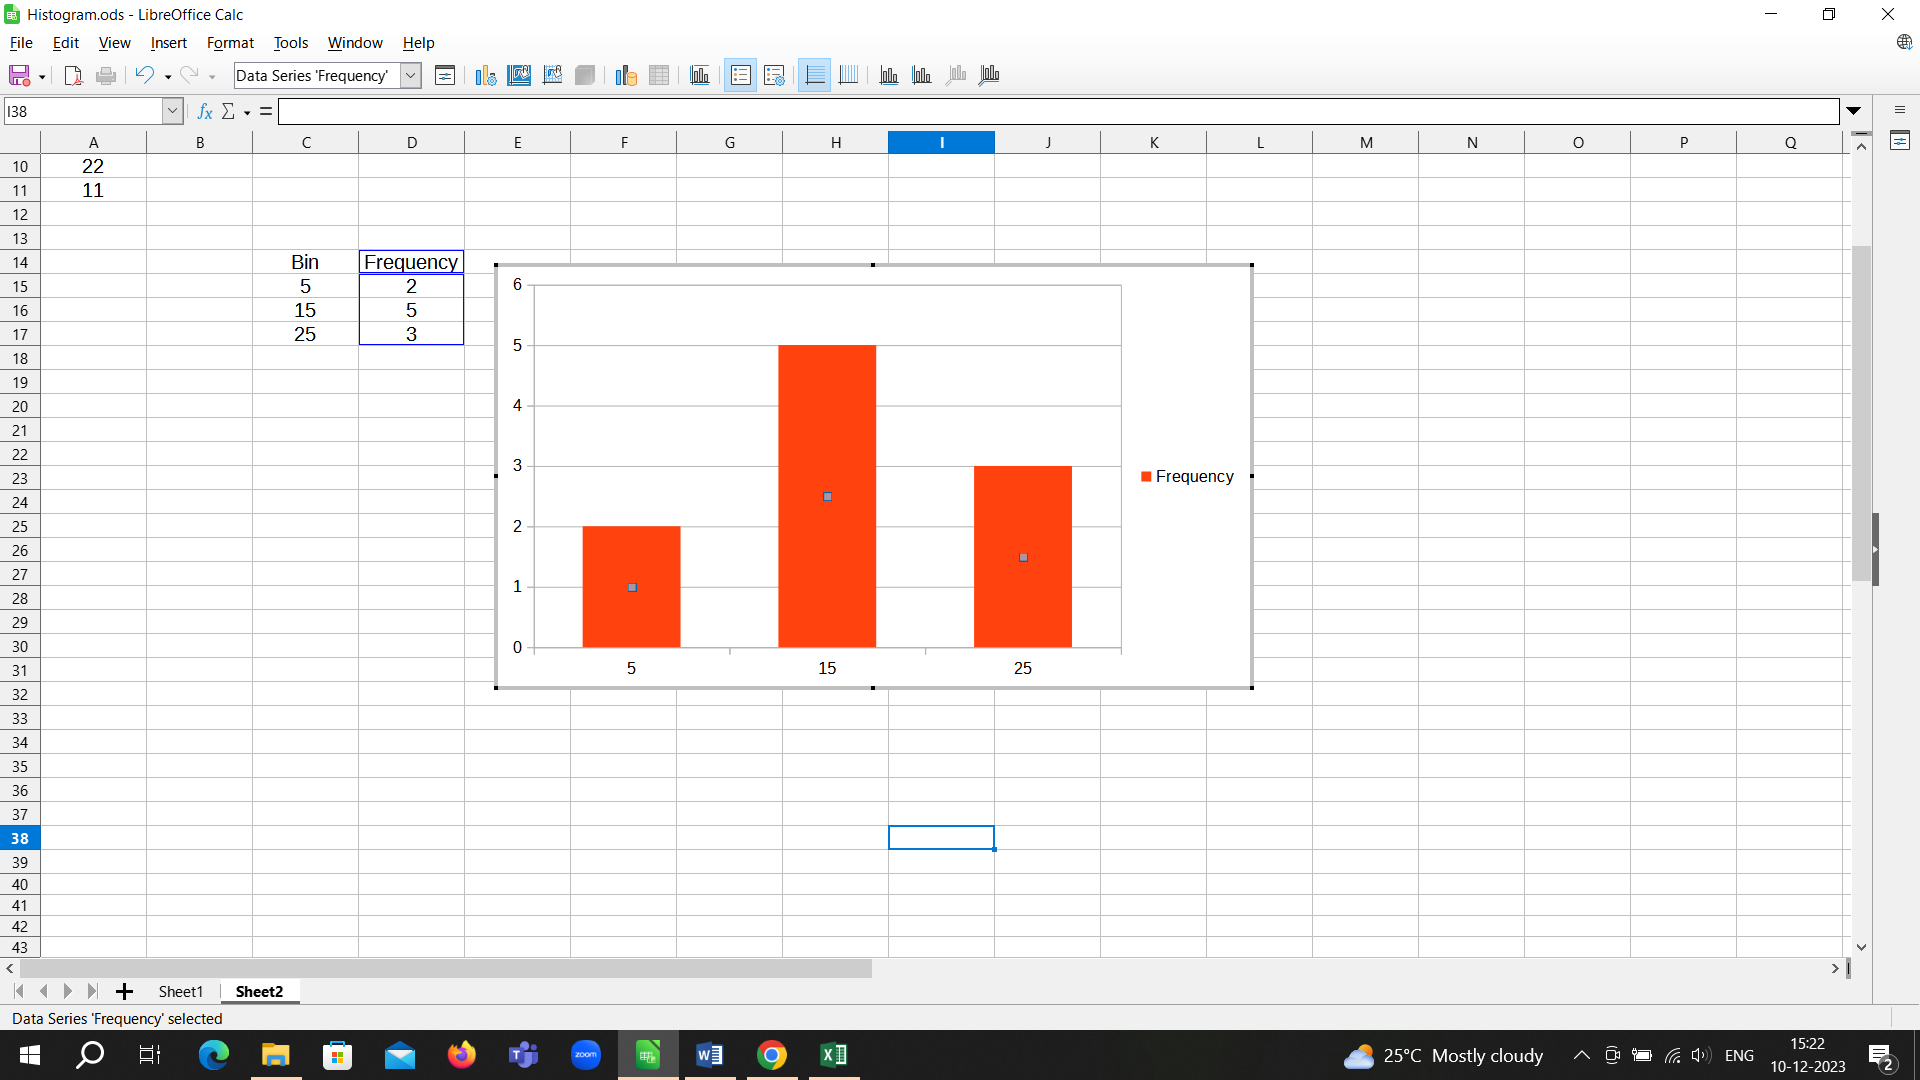 Histogram.ods - LibreOffice Calc
File Edit View Insert Format Tools Window Help
Data Series 'Frequency'
I38 fx Σ =
A B C D E F G H I J K L M N O P Q
10 22
11 11
12
13
14 Bin Frequency
15 5 2
16 15 5
17 25 3
18
19
20
21
22
23
24
25
26
27
28
29
30
31
32
33
34
35
36
37
38
39
40
41
42
43
6
5
4
3
2
1
0
5 15 25
Frequency
Sheet1 Sheet2
Data Series 'Frequency' selected
zoom
25°C Mostly cloudy
ENG
15:22
10-12-2023
2